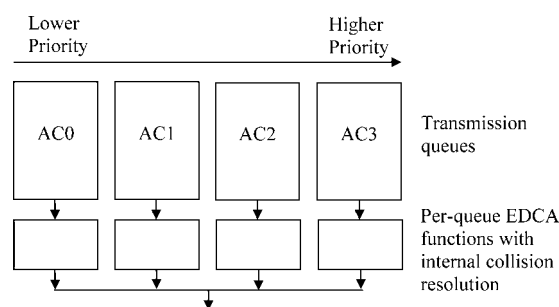 Lower
Priority
Higher
Priority
AC0
AC1
AC2
AC3
Transmission
queues
Per-queue EDCA
functions with
internal collision
resolution